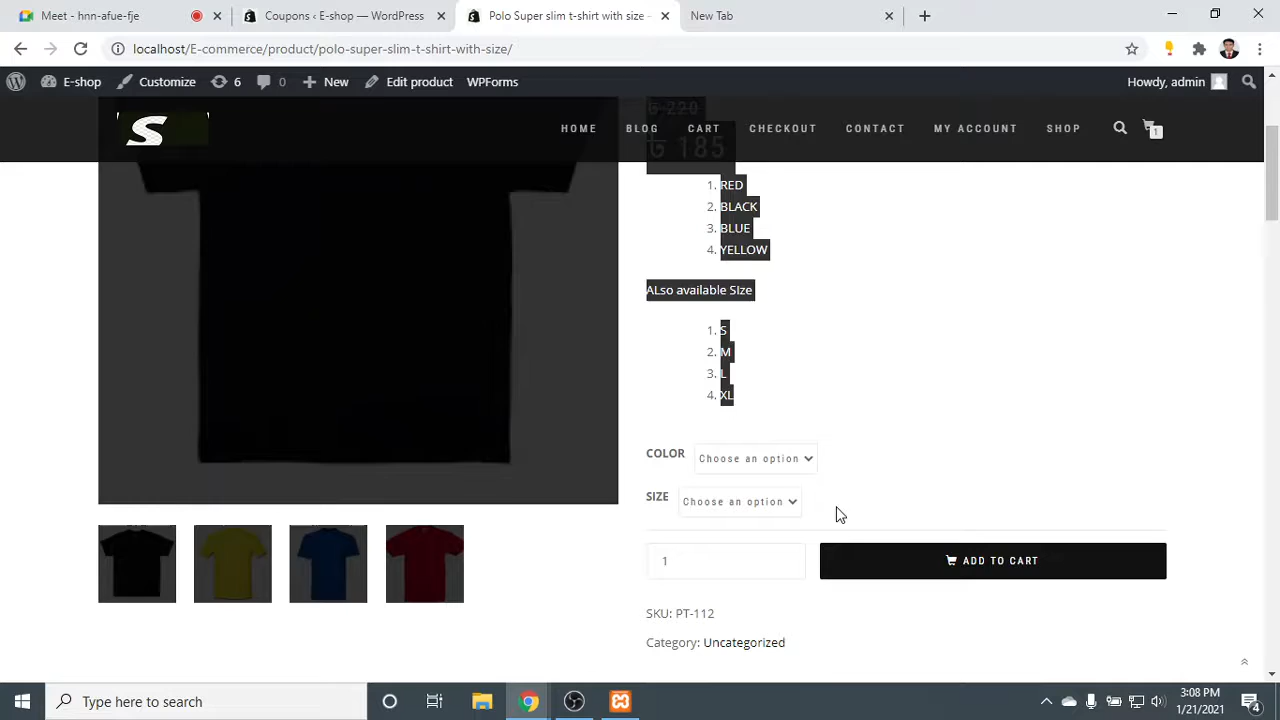 Meet - hnf-afue-fje
Coupons ‹ E-shop — WordPress
Polo Super slim t-shirt with size -
New Tab
localhost/E-commerce/product/polo-super-slim-t-shirt-with-size/
E-shop
Customize
6
0
New
Edit product
WPForms
Howdy, admin
S
HOME
BLOG
CART
CHECKOUT
CONTACT
MY ACCOUNT
SHOP
1
৳ 220
৳ 185
1. RED
2. BLACK
3. BLUE
4. YELLOW
ALso available SIze
1. S
2. M
3. L
4. XL
COLOR
Choose an option
SIZE
Choose an option
1
ADD TO CART
SKU: PT-112
Category: Uncategorized
Type here to search
3:08 PM
1/21/2021
4